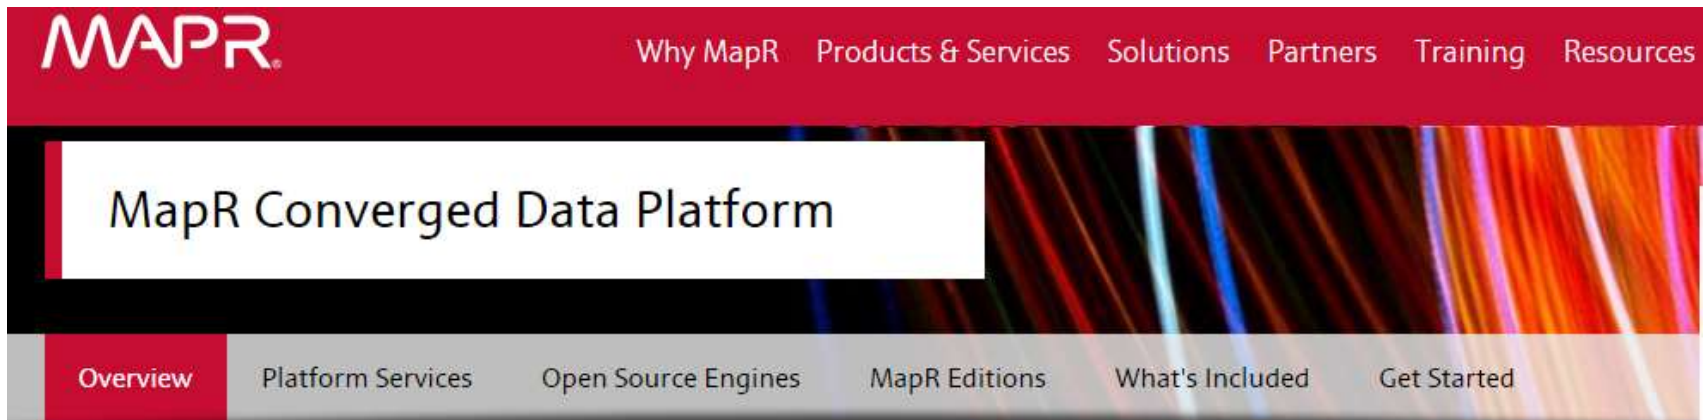 MAPR®
Why MapR Products & Services Solutions Partners Training Resources
MapR Converged Data Platform
Overview Platform Services Open Source Engines MapR Editions What's Included Get Started